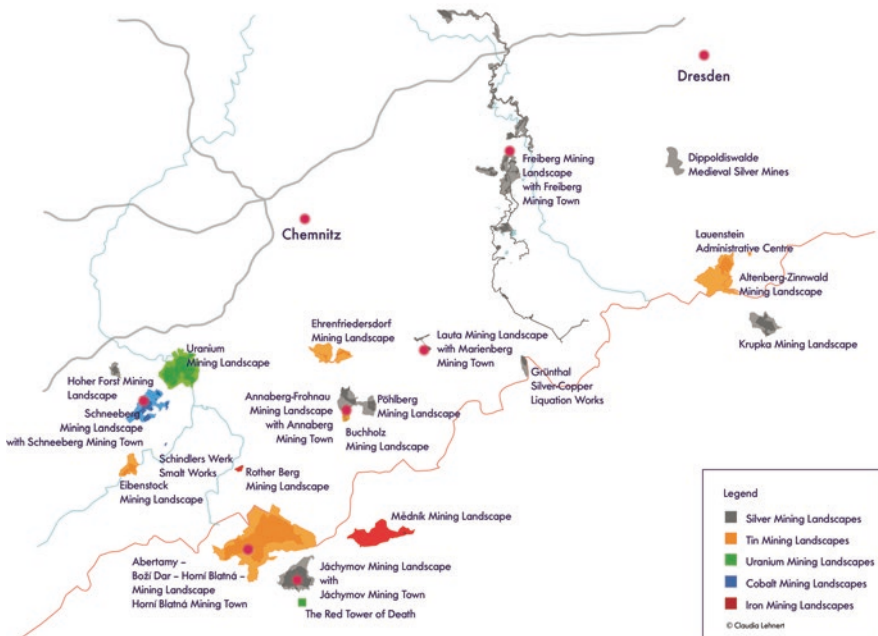 Dresden
Freiberg Mining
Landscape
with Freiberg
Mining Town
Dippoldiswalde
Medieval Silver Mines
Chemnitz
Lauenstein
Administrative Centre
Altenberg-Zinnwald
Mining Landscape
Krupka Mining Landscape
Ehrenfriedersdorf
Mining Landscape
Lauta Mining Landscape
with Marienberg
Mining Town
Grünthal
Silver-Copper
Liquation Works
Uranium
Mining Landscape
Hoher Forst Mining
Landscape
Schneeberg
Mining Landscape
with Schneeberg Mining Town
Annaberg-Frohnau
Mining Landscape
with Annaberg
Mining Town
Pöhlberg
Mining Landscape
Buchholz
Mining Landscape
Schindlers Werk
Smalt Works
Eibenstock
Mining Landscape
Rother Berg
Mining Landscape
Mědník Mining Landscape
Abertamy –
Boží Dar – Horní Blatná –
Mining Landscape
Horní Blatná Mining Town
Jáchymov Mining Landscape
with
Jáchymov Mining Town
The Red Tower of Death
Legend
Silver Mining Landscapes
Tin Mining Landscapes
Uranium Mining Landscapes
Cobalt Mining Landscapes
Iron Mining Landscapes
© Claudia Lehnert